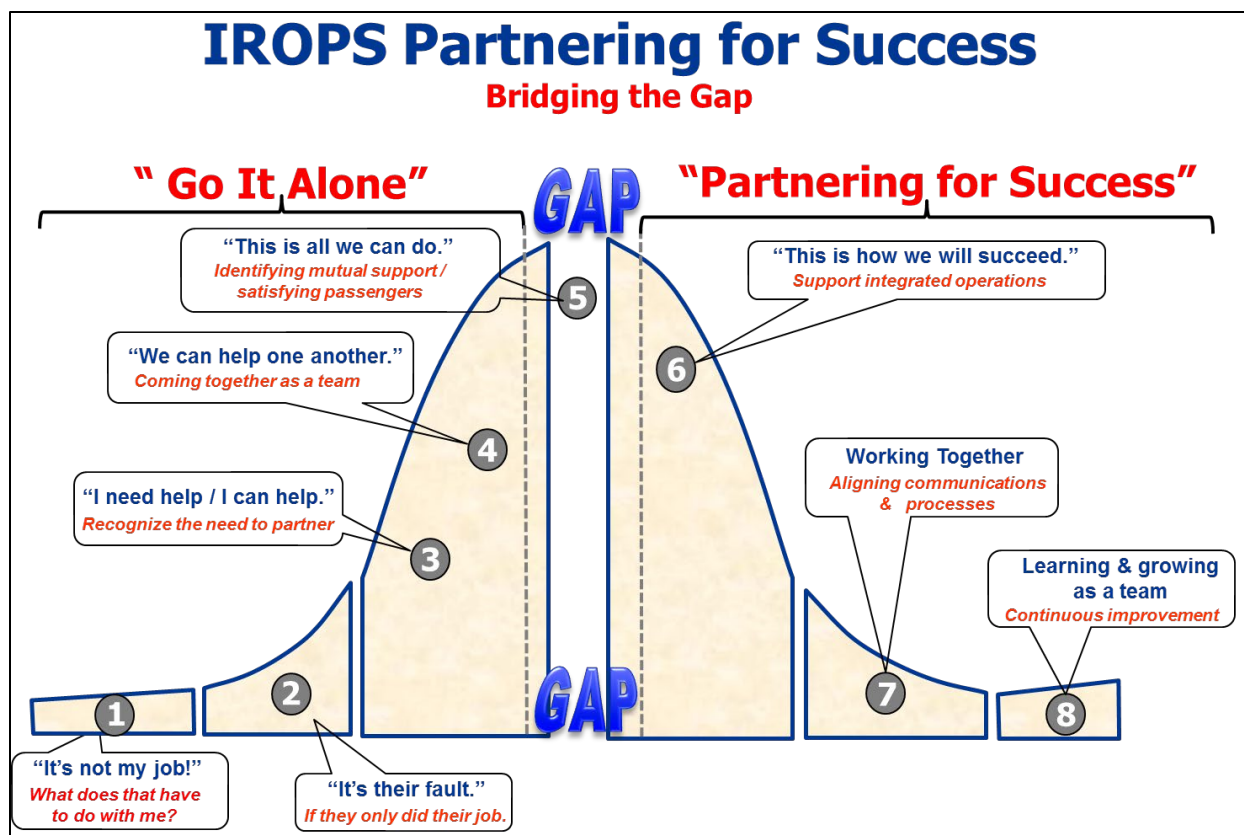 IROPS Partnering for Success
Bridging the Gap
“ Go It Alone”
GAP
“Partnering for Success”
“This is all we can do.”
Identifying mutual support /
satisfying passengers
5
“This is how we will succeed.”
Support integrated operations
6
“We can help one another.”
Coming together as a team
4
“I need help / I can help.”
Recognize the need to partner
3
Working Together
Aligning communications
& processes
7
Learning & growing
as a team
Continuous improvement
8
2
1
GAP
“It’s not my job!”
What does that have
to do with me?
“It’s their fault.”
If they only did their job.